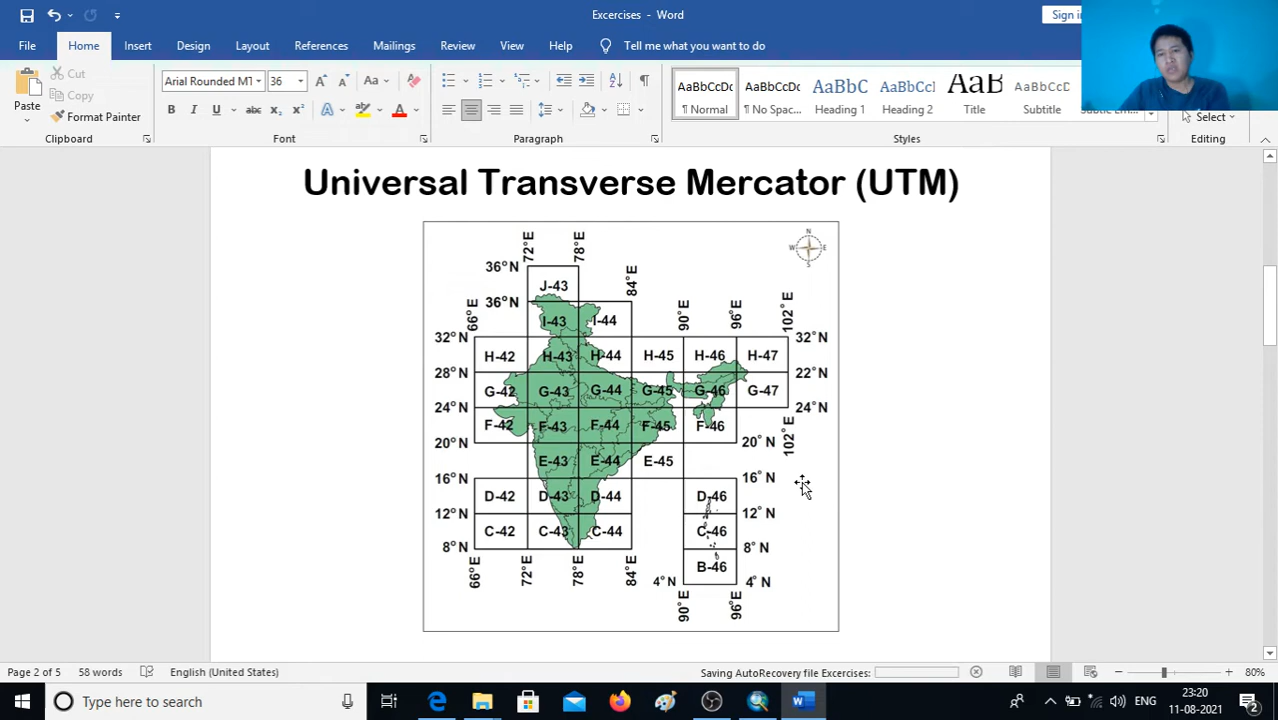 Excercises - Word
Sign in
File Home Insert Design Layout References Mailings Review View Help Tell me what you want to do
Cut
Copy
Format Painter
Paste
Clipboard
Arial Rounded MT 36
Font
Paragraph
AaBbCcDc AaBbCcDc AaBbC AaBbCcI AaB AaBbCcD
¶ Normal ¶ No Spac... Heading 1 Heading 2 Title Subtitle
Styles
Select
Editing
Universal Transverse Mercator (UTM)
N
W E
S
72°E 78°E
36°N
J-43
84°E
36°N
66°E
I-43 I-44
90°E 96°E 102°E
32°N 32°N
H-42 H-43 H-44 H-45 H-46 H-47
28°N 22°N
G-42 G-43 G-44 G-45 G-46 G-47
24°N 24°N
F-42 F-43 F-44 F-45 F-46
102°E
20°N 20°N
E-43 E-44 E-45
16°N 16°N
D-42 D-43 D-44 D-46
12°N 12°N
C-42 C-43 C-44 C-46
8°N 8°N
66°E 72°E 78°E 84°E
B-46
4°N 4°N
90°E 96°E
Page 2 of 5 58 words English (United States) Saving AutoRecovery file Excercises: 80%
Type here to search
ENG
23:20
11-08-2021
2